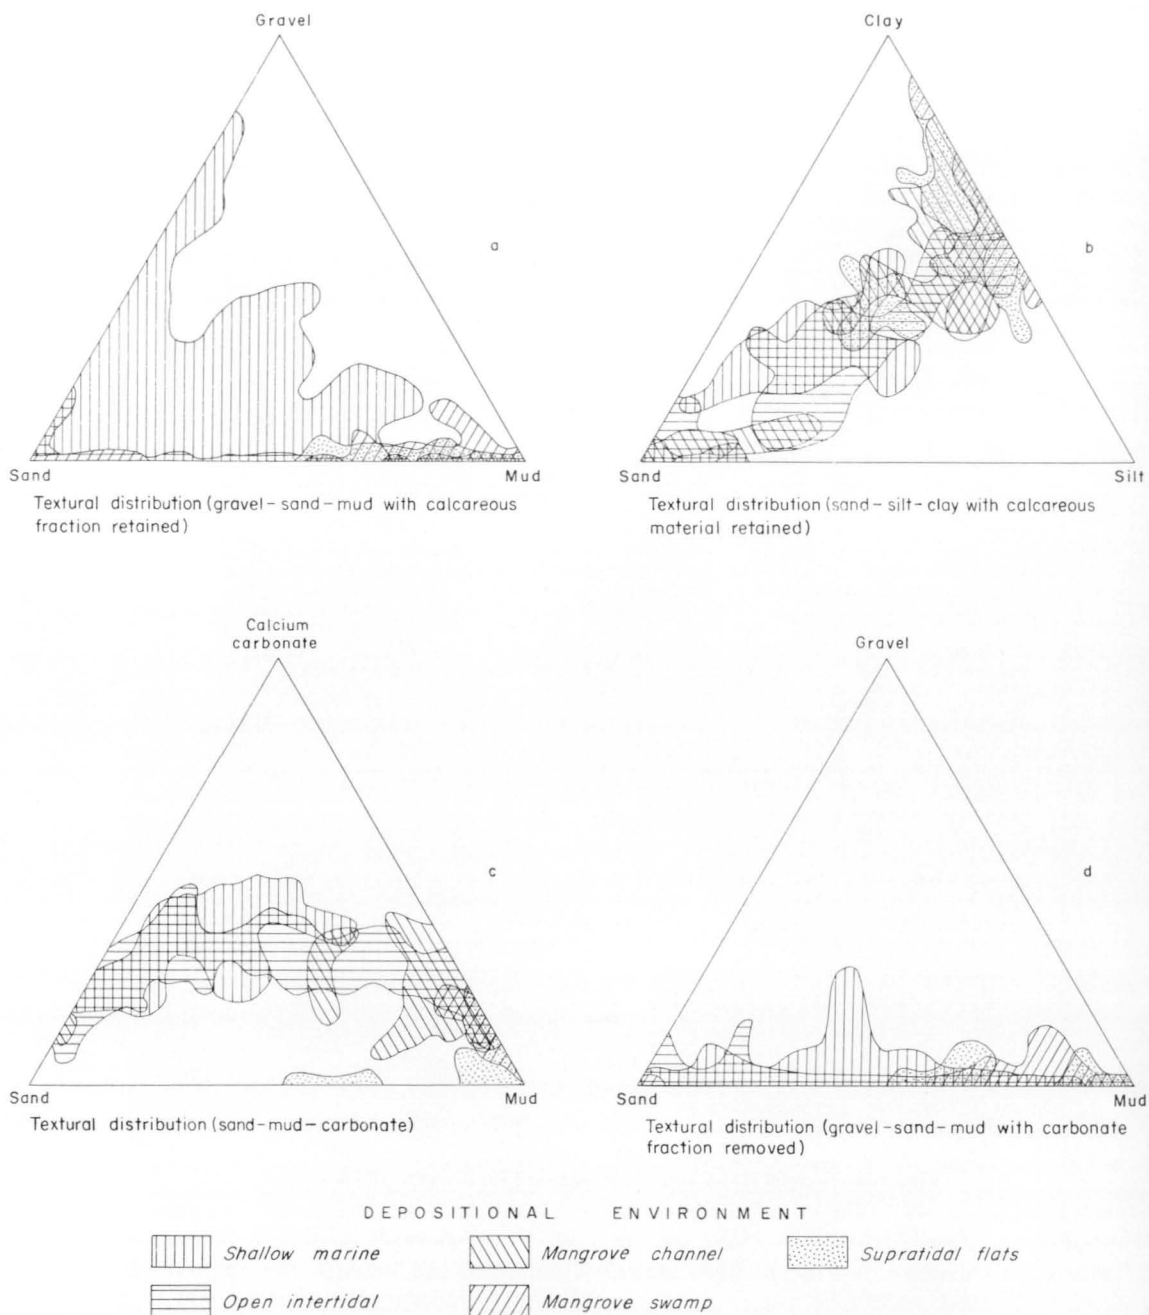 Gravel
a
Sand
Mud
Textural distribution (gravel-sand-mud with calcareous
fraction retained)
Clay
b
Sand
Silt
Textural distribution (sand-silt-clay with calcareous
material retained)
Calcium
carbonate
c
Sand
Mud
Textural distribution (sand-mud-carbonate)
Gravel
d
Sand
Mud
Textural distribution (gravel-sand-mud with carbonate
fraction removed)
DEPOSITIONAL ENVIRONMENT
Shallow marine
Mangrove channel
Supratidal flats
Open intertidal
Mangrove swamp